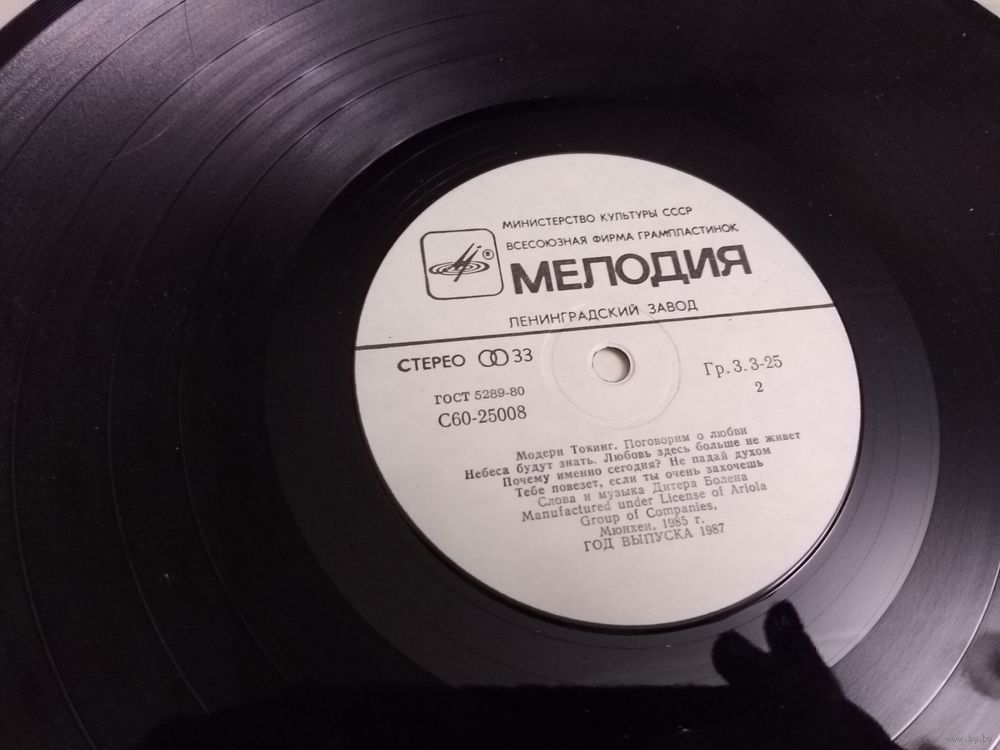 МИНИСТЕРСТВО КУЛЬТУРЫ СССР
ВСЕСОЮЗНАЯ ФИРМА ГРАМПЛАСТИНОК
®
МЕЛОДИЯ
ЛЕНИНГРАДСКИЙ ЗАВОД
СТЕРЕО 33
Гр. 3. 3-25
ГОСТ 5289-80
2
С60-25008
Модерн Токинг. Поговорим о любви
Небеса будут знать. Любовь здесь больше не живет
Почему именно сегодня? Не падай духом
Тебе повезет, если ты очень захочешь
Слова и музыка Дитера Болена
Manufactured under License of Ariola
Group of Companies,
Мюнхен, 1985 г.
ГОД ВЫПУСКА 1987
www.ay.by